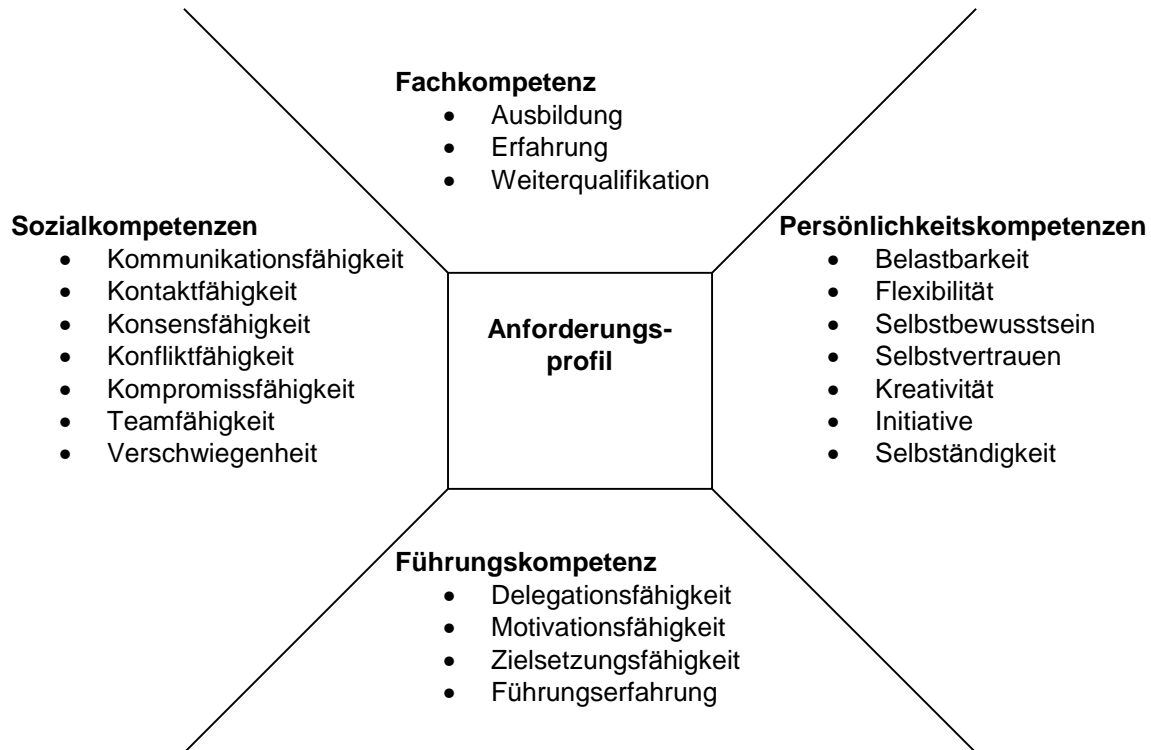 Fachkompetenz
• Ausbildung
• Erfahrung
• Weiterqualifikation
Sozialkompetenzen
• Kommunikationsfähigkeit
• Kontaktfähigkeit
• Konsensfähigkeit
• Konfliktfähigkeit
• Kompromissfähigkeit
• Teamfähigkeit
• Verschwiegenheit
Anforderungs-
profil
Persönlichkeitskompetenzen
• Belastbarkeit
• Flexibilität
• Selbstbewusstsein
• Selbstvertrauen
• Kreativität
• Initiative
• Selbständigkeit
Führungskompetenz
• Delegationsfähigkeit
• Motivationsfähigkeit
• Zielsetzungsfähigkeit
• Führungserfahrung